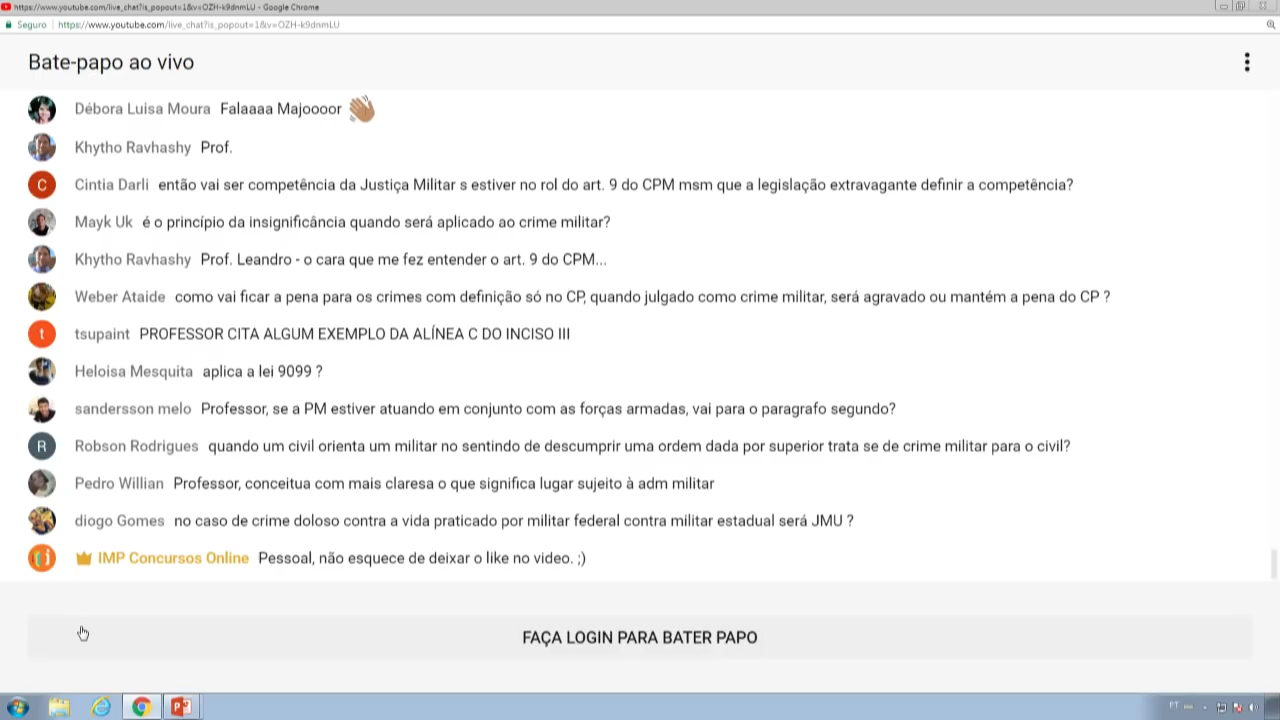 https://www.youtube.com/live_chat?is_popout=1&v=OZH-k9dnmLU - Google Chrome
Seguro https://www.youtube.com/live_chat?is_popout=1&v=OZH-k9dnmLU
Bate-papo ao vivo
Débora Luisa Moura Falaaaa Majoooor
Khytho Ravhashy Prof.
C Cintia Darli então vai ser competência da Justiça Militar s estiver no rol do art. 9 do CPM msm que a legislação extravagante definir a competência?
Mayk Uk é o princípio da insignificância quando será aplicado ao crime militar?
Khytho Ravhashy Prof. Leandro - o cara que me fez entender o art. 9 do CPM...
Weber Ataide como vai ficar a pena para os crimes com definição só no CP, quando julgado como crime militar, será agravado ou mantém a pena do CP ?
t tsupaint PROFESSOR CITA ALGUM EXEMPLO DA ALÍNEA C DO INCISO III
Heloisa Mesquita aplica a lei 9099 ?
sandersson melo Professor, se a PM estiver atuando em conjunto com as forças armadas, vai para o paragrafo segundo?
R Robson Rodrigues quando um civil orienta um militar no sentindo de descumprir uma ordem dada por superior trata se de crime militar para o civil?
Pedro Willian Professor, conceitua com mais claresa o que significa lugar sujeito à adm militar
diogo Gomes no caso de crime doloso contra a vida praticado por militar federal contra militar estadual será JMU ?
IMP Concursos Online Pessoal, não esquece de deixar o like no video. ;)
FAÇA LOGIN PARA BATER PAPO
PT